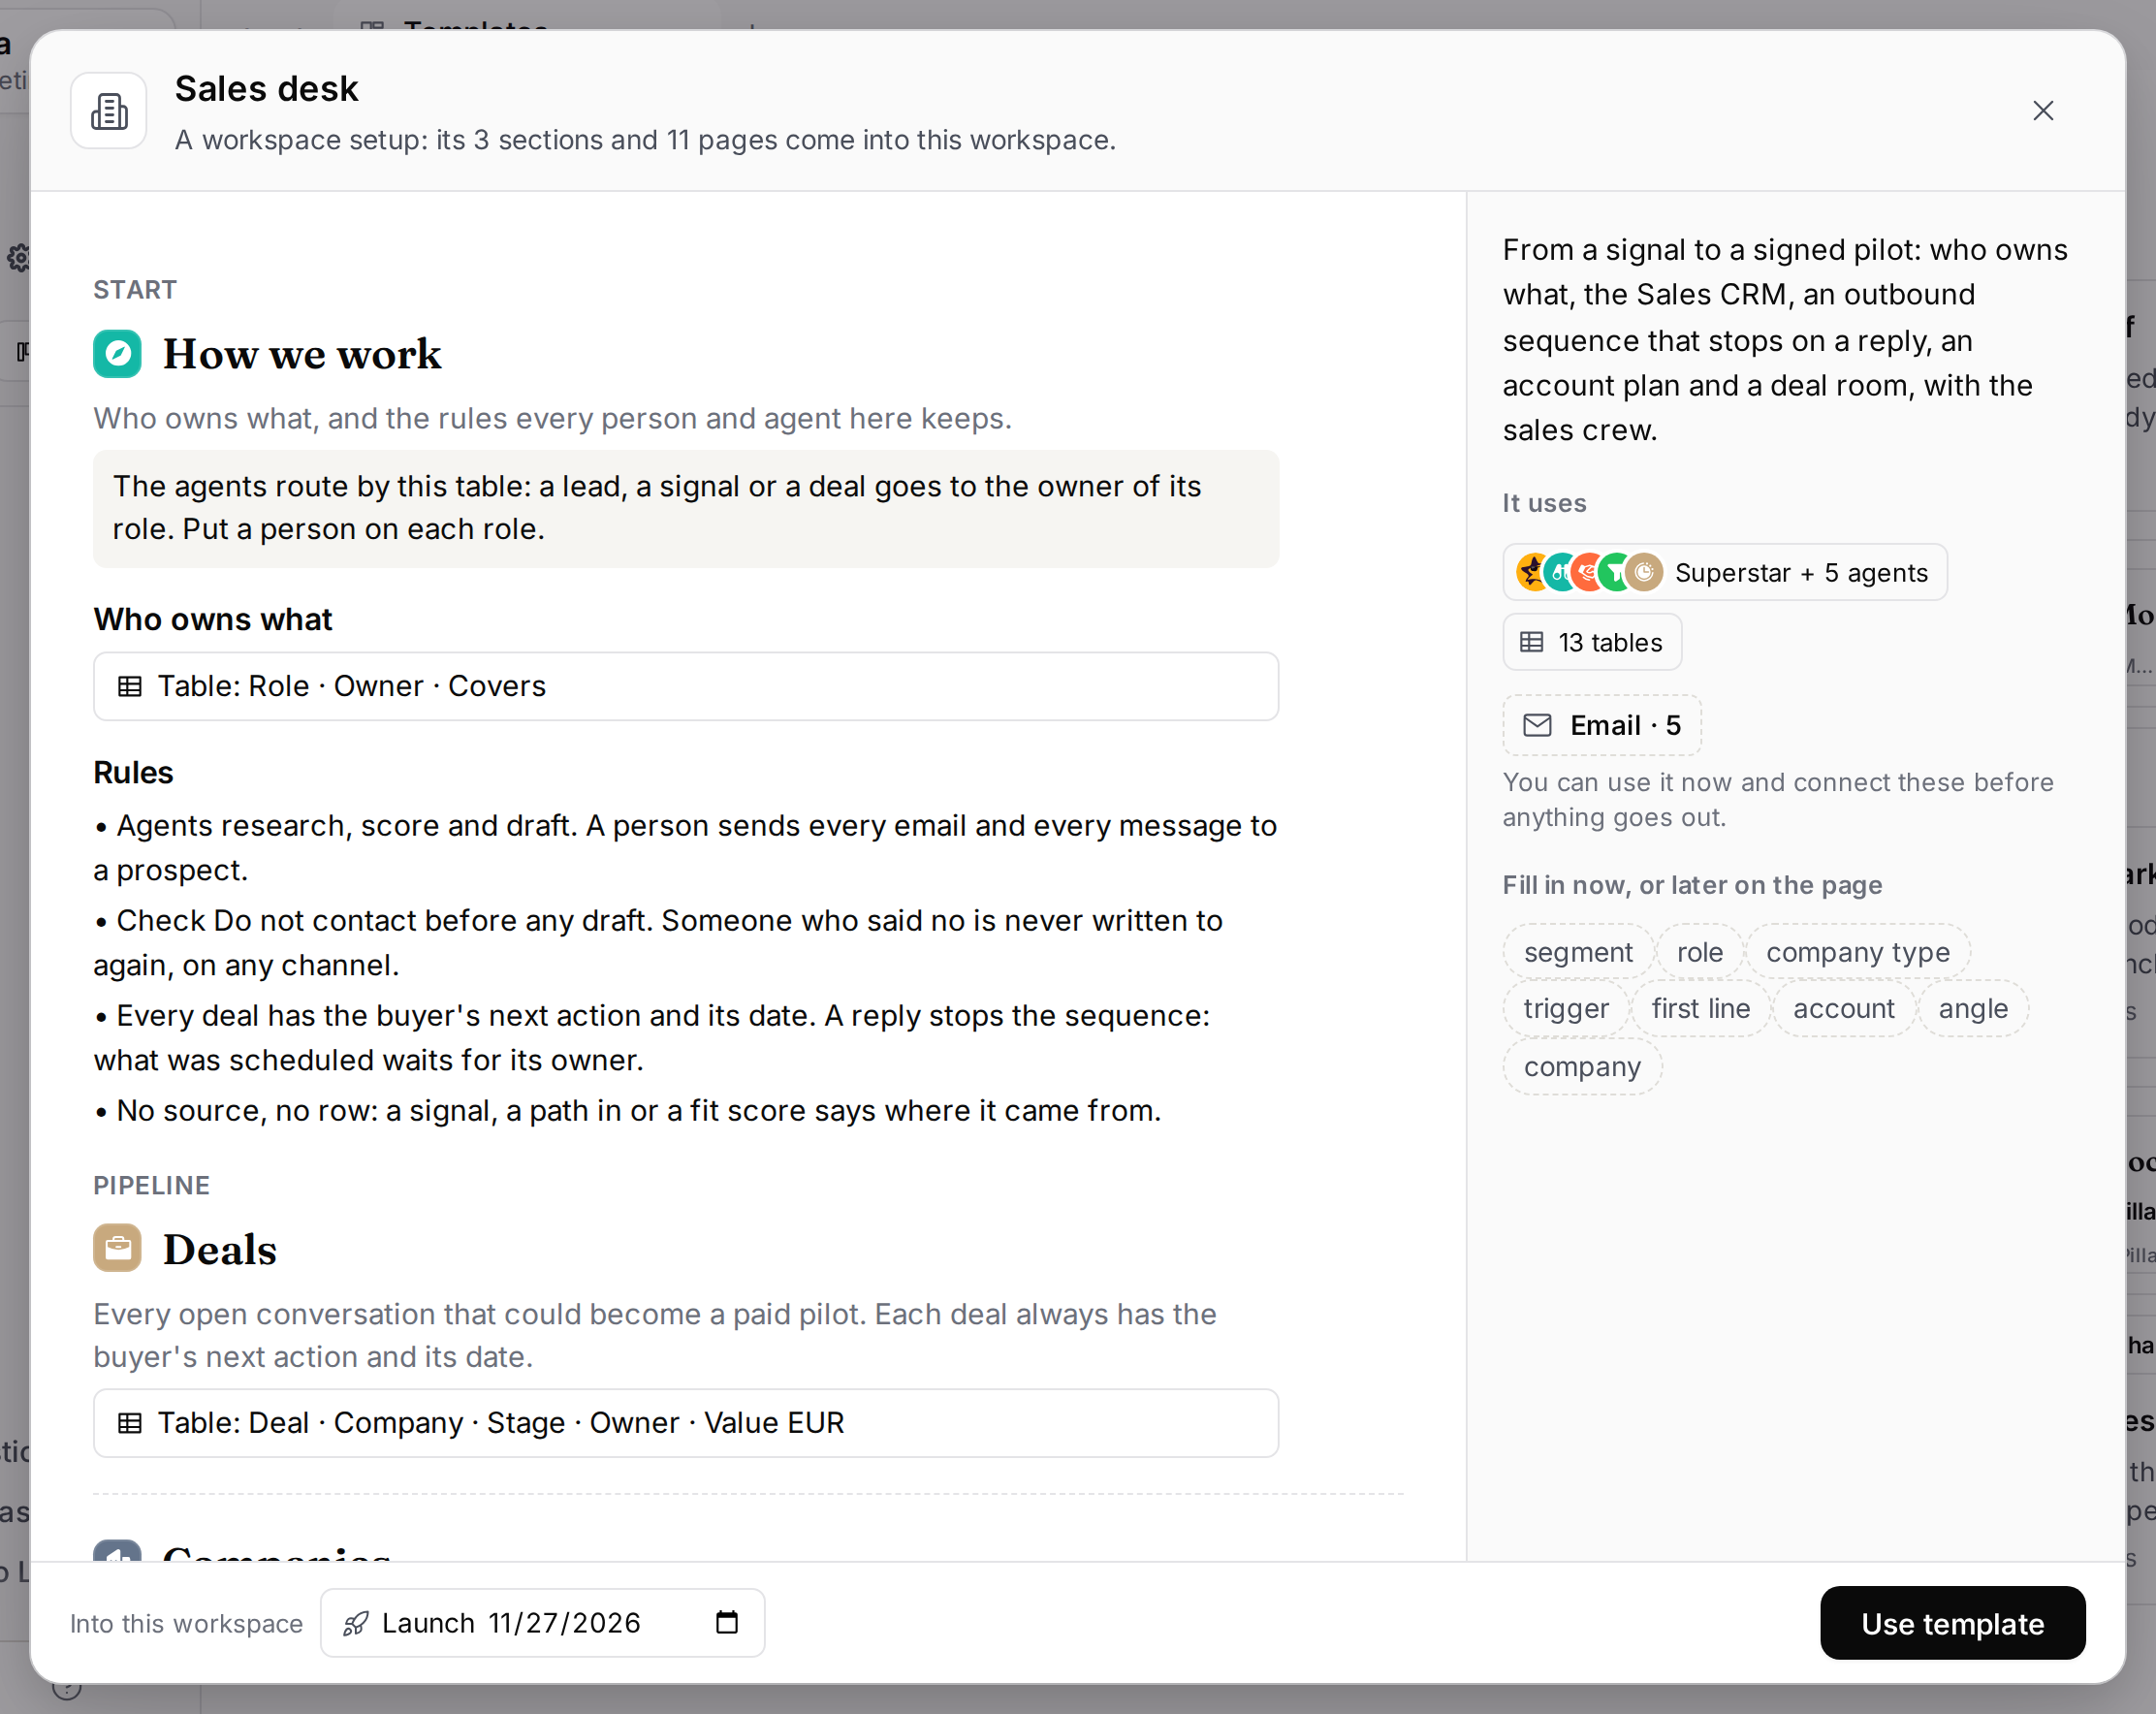 Sales desk
A workspace setup: its 3 sections and 11 pages come into this workspace.
START
How we work
Who owns what, and the rules every person and agent here keeps.
The agents route by this table: a lead, a signal or a deal goes to the owner of its
role. Put a person on each role.
Who owns what
Table: Role · Owner · Covers
Rules
• Agents research, score and draft. A person sends every email and every message to
a prospect.
• Check Do not contact before any draft. Someone who said no is never written to
again, on any channel.
• Every deal has the buyer's next action and its date. A reply stops the sequence:
what was scheduled waits for its owner.
• No source, no row: a signal, a path in or a fit score says where it came from.
PIPELINE
Deals
Every open conversation that could become a paid pilot. Each deal always has the
buyer's next action and its date.
Table: Deal · Company · Stage · Owner · Value EUR
Companies
From a signal to a signed pilot: who owns
what, the Sales CRM, an outbound
sequence that stops on a reply, an
account plan and a deal room, with the
sales crew.
It uses
Superstar + 5 agents
13 tables
Email · 5
You can use it now and connect these before
anything goes out.
Fill in now, or later on the page
segment role company type
trigger first line account angle
company
Into this workspace
Launch 11/27/2026
Use template